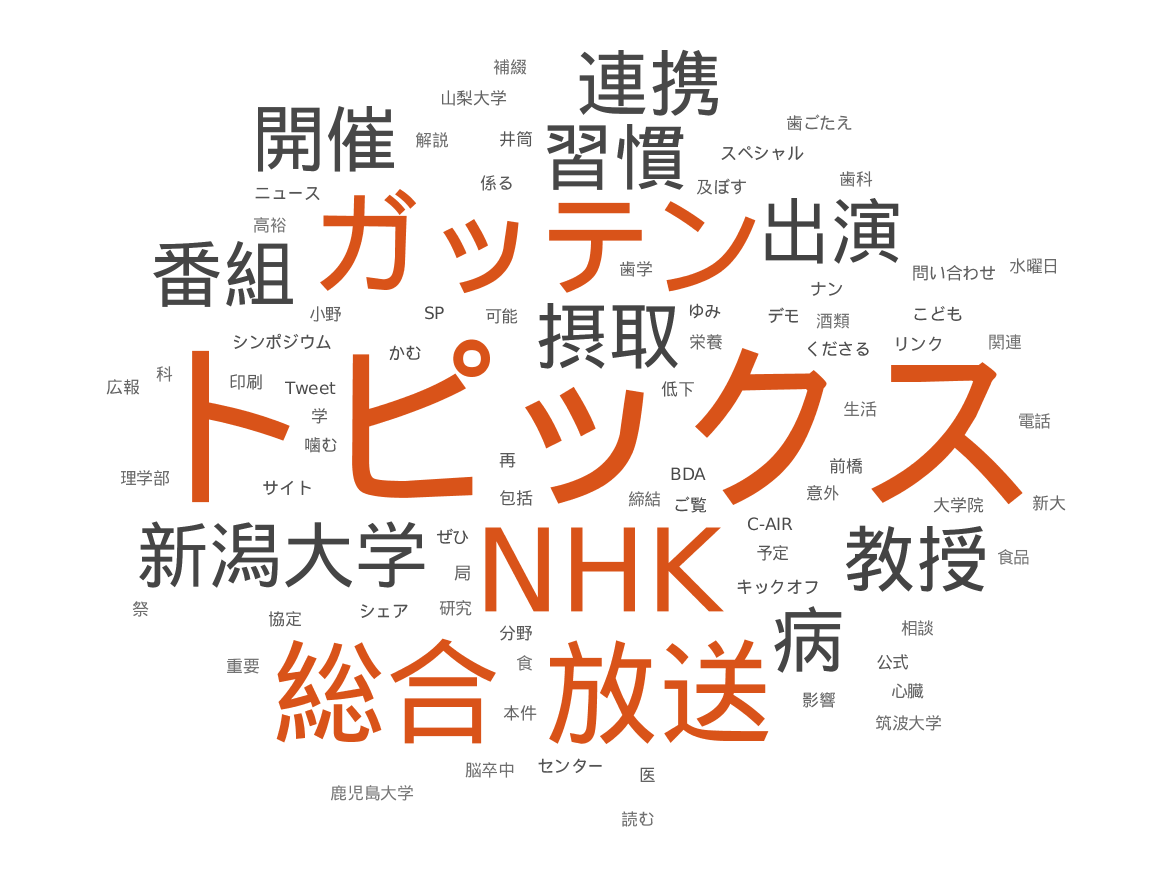 補綴
連携
山梨大学
開催
解説
井筒
習慣
歯ごたえ
スペシャル
ニュース
係る
及ぼす
歯科
高裕
ガッテン
出演
番組
歯学
問い合わせ
水曜日
ナン
小野
SP
可能
摂取
ゆみ
デモ
酒類
こども
シンポジウム
かむ
栄養
くださる
リンク
関連
広報
科
印刷
Tweet
トピックス
低下
学
生活
電話
噛む
再
前橋
理学部
サイト
包括
締結
BDA
ご覧
意外
大学院
新大
新潟大学
ぜひ
NHK
C-AIR
教授
局
予定
食品
祭
協定
シェア
研究
キックオフ
分野
病
相談
重要
総合
食
放送
公式
本件
影響
心臓
筑波大学
脳卒中
センター
医
鹿児島大学
読む